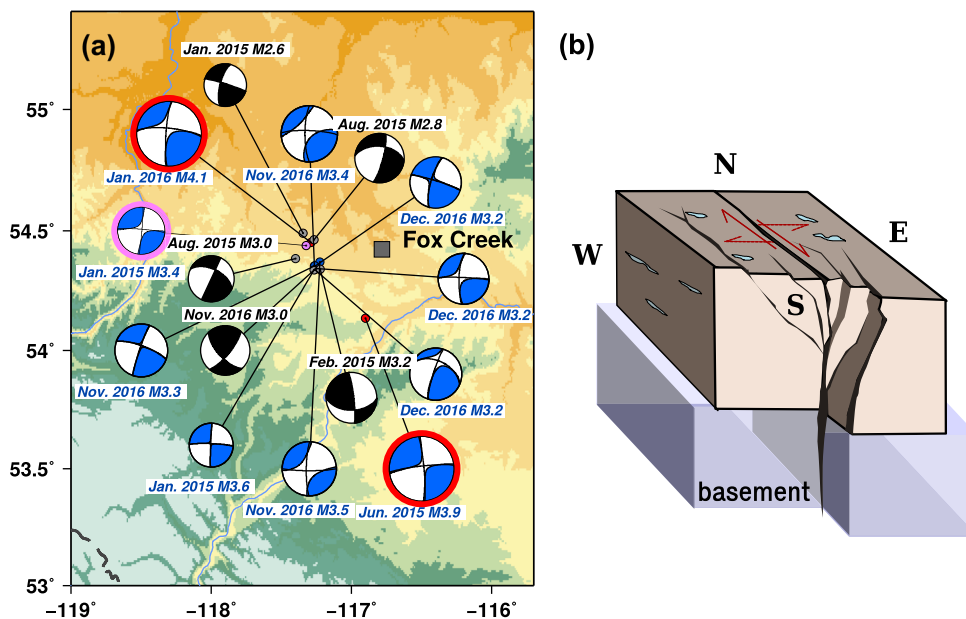 (a)
(b)
Jan. 2015 M2.6
Aug. 2015 M2.8
Jan. 2016 M4.1
Nov. 2016 M3.4
Dec. 2016 M3.2
Fox Creek
Aug. 2015 M3.0
Jan. 2015 M3.4
Nov. 2016 M3.0
Dec. 2016 M3.2
Feb. 2015 M3.2
Nov. 2016 M3.3
Dec. 2016 M3.2
Jan. 2016 M3.6
Nov. 2016 M3.5
Jun. 2015 M3.9
55˚
54.5˚
54˚
53.5˚
53˚
−119˚
−118˚
−117˚
−116˚
N
W
E
S
basement